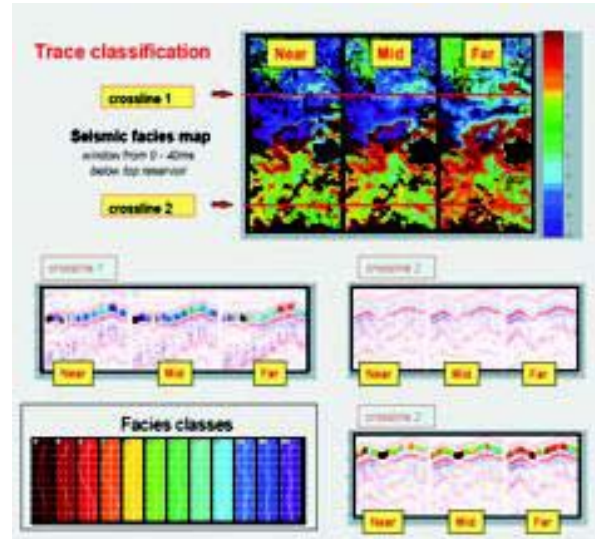 Trace classification
Near
Mid
Far
crossline 1
Seismic facies map
window from 0 - 40ms
below top reservoir
crossline 2
crossline 1
Near
Mid
Far
crossline 2
Near
Mid
Far
Facies classes
crossline 2
Near
Mid
Far